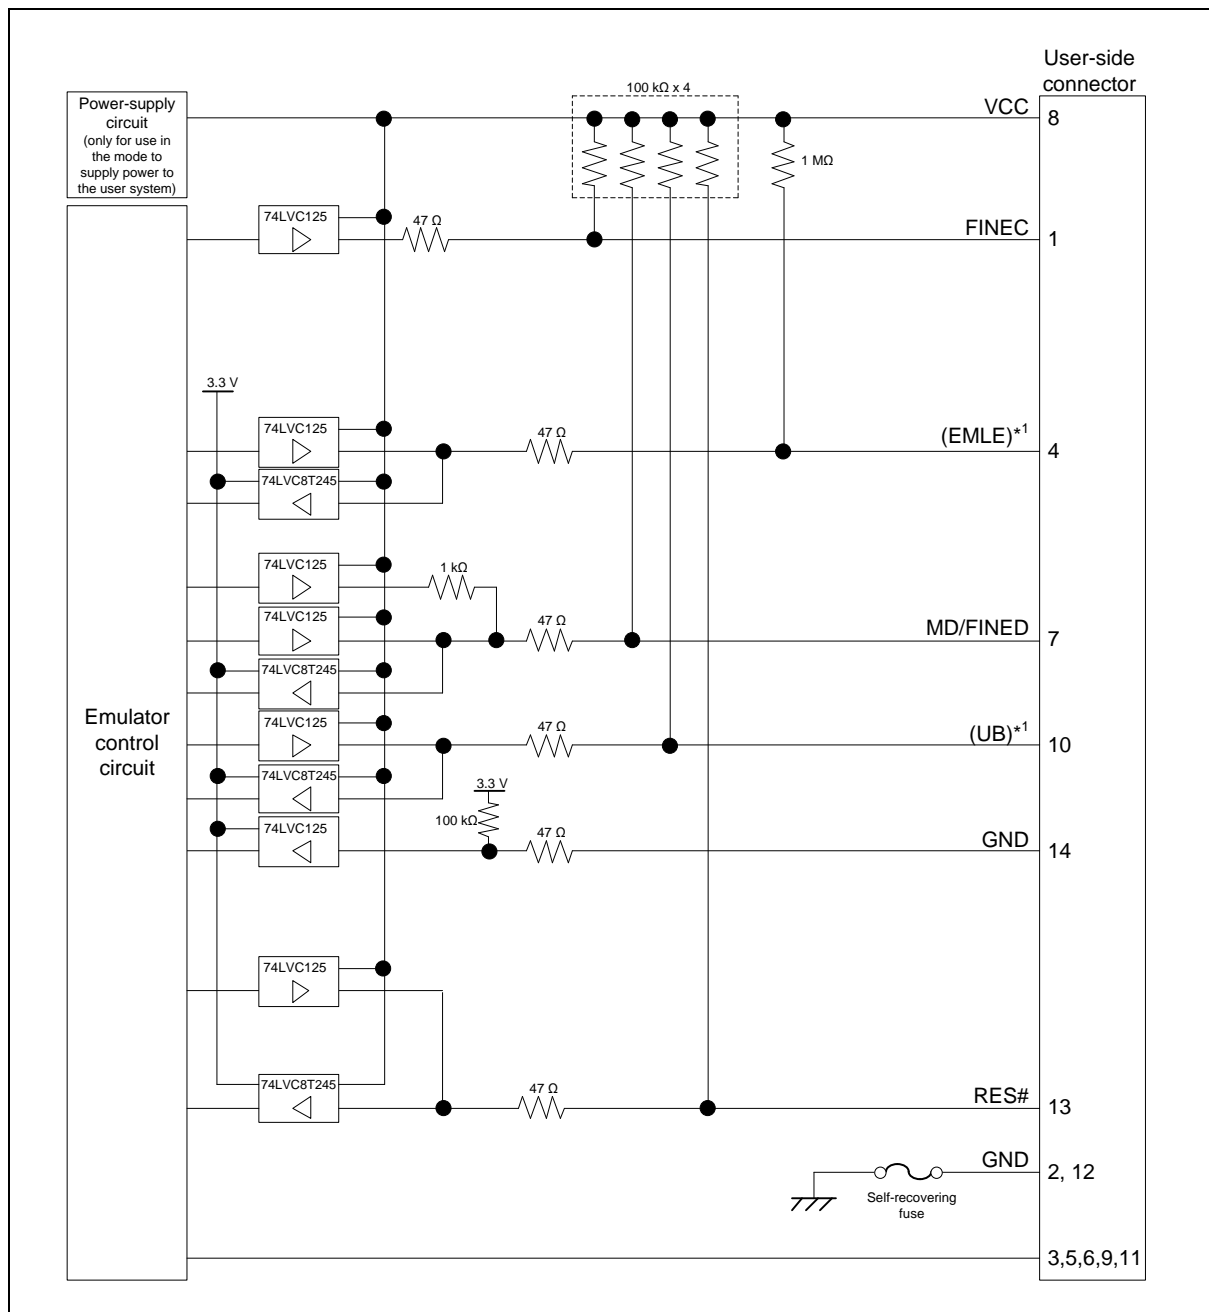 User-side
connector
Power-supply
circuit
(only for use in
the mode to
supply power to
the user system)
100 kΩ x 4
VCC
8
1 MΩ
74LVC125
47 Ω
FINEC
1
3.3 V
74LVC125
47 Ω
(EMLE)*1
4
74LVC8T245
74LVC125
1 kΩ
74LVC125
47 Ω
MD/FINED
7
74LVC8T245
Emulator
control
circuit
74LVC125
47 Ω
(UB)*1
10
74LVC8T245
3.3 V
100 kΩ
74LVC125
47 Ω
GND
14
74LVC125
74LVC8T245
47 Ω
RES#
13
GND
2, 12
Self-recovering
fuse
3,5,6,9,11